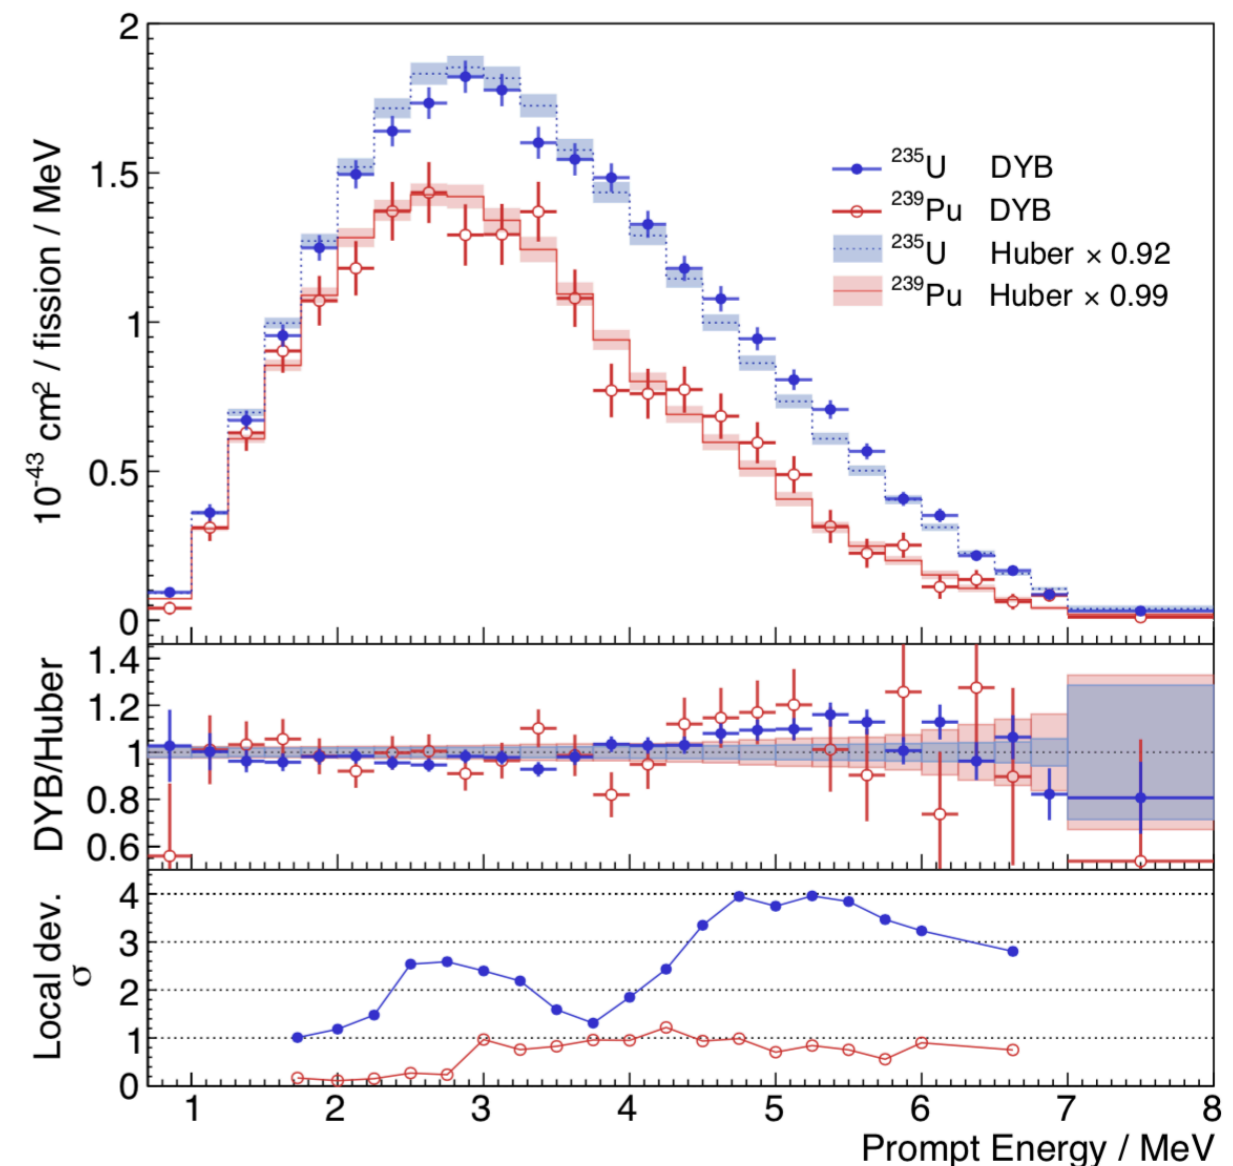 2
1.5
1
0.5
0
10⁻⁴³ cm² / fission / MeV
²³⁵U DYB
²³⁹Pu DYB
²³⁵U Huber × 0.92
²³⁹Pu Huber × 0.99
1.4
1.2
1
0.8
0.6
DYB/Huber
4
3
2
1
0
Local dev.
σ
1 2 3 4 5 6 7 8
Prompt Energy / MeV